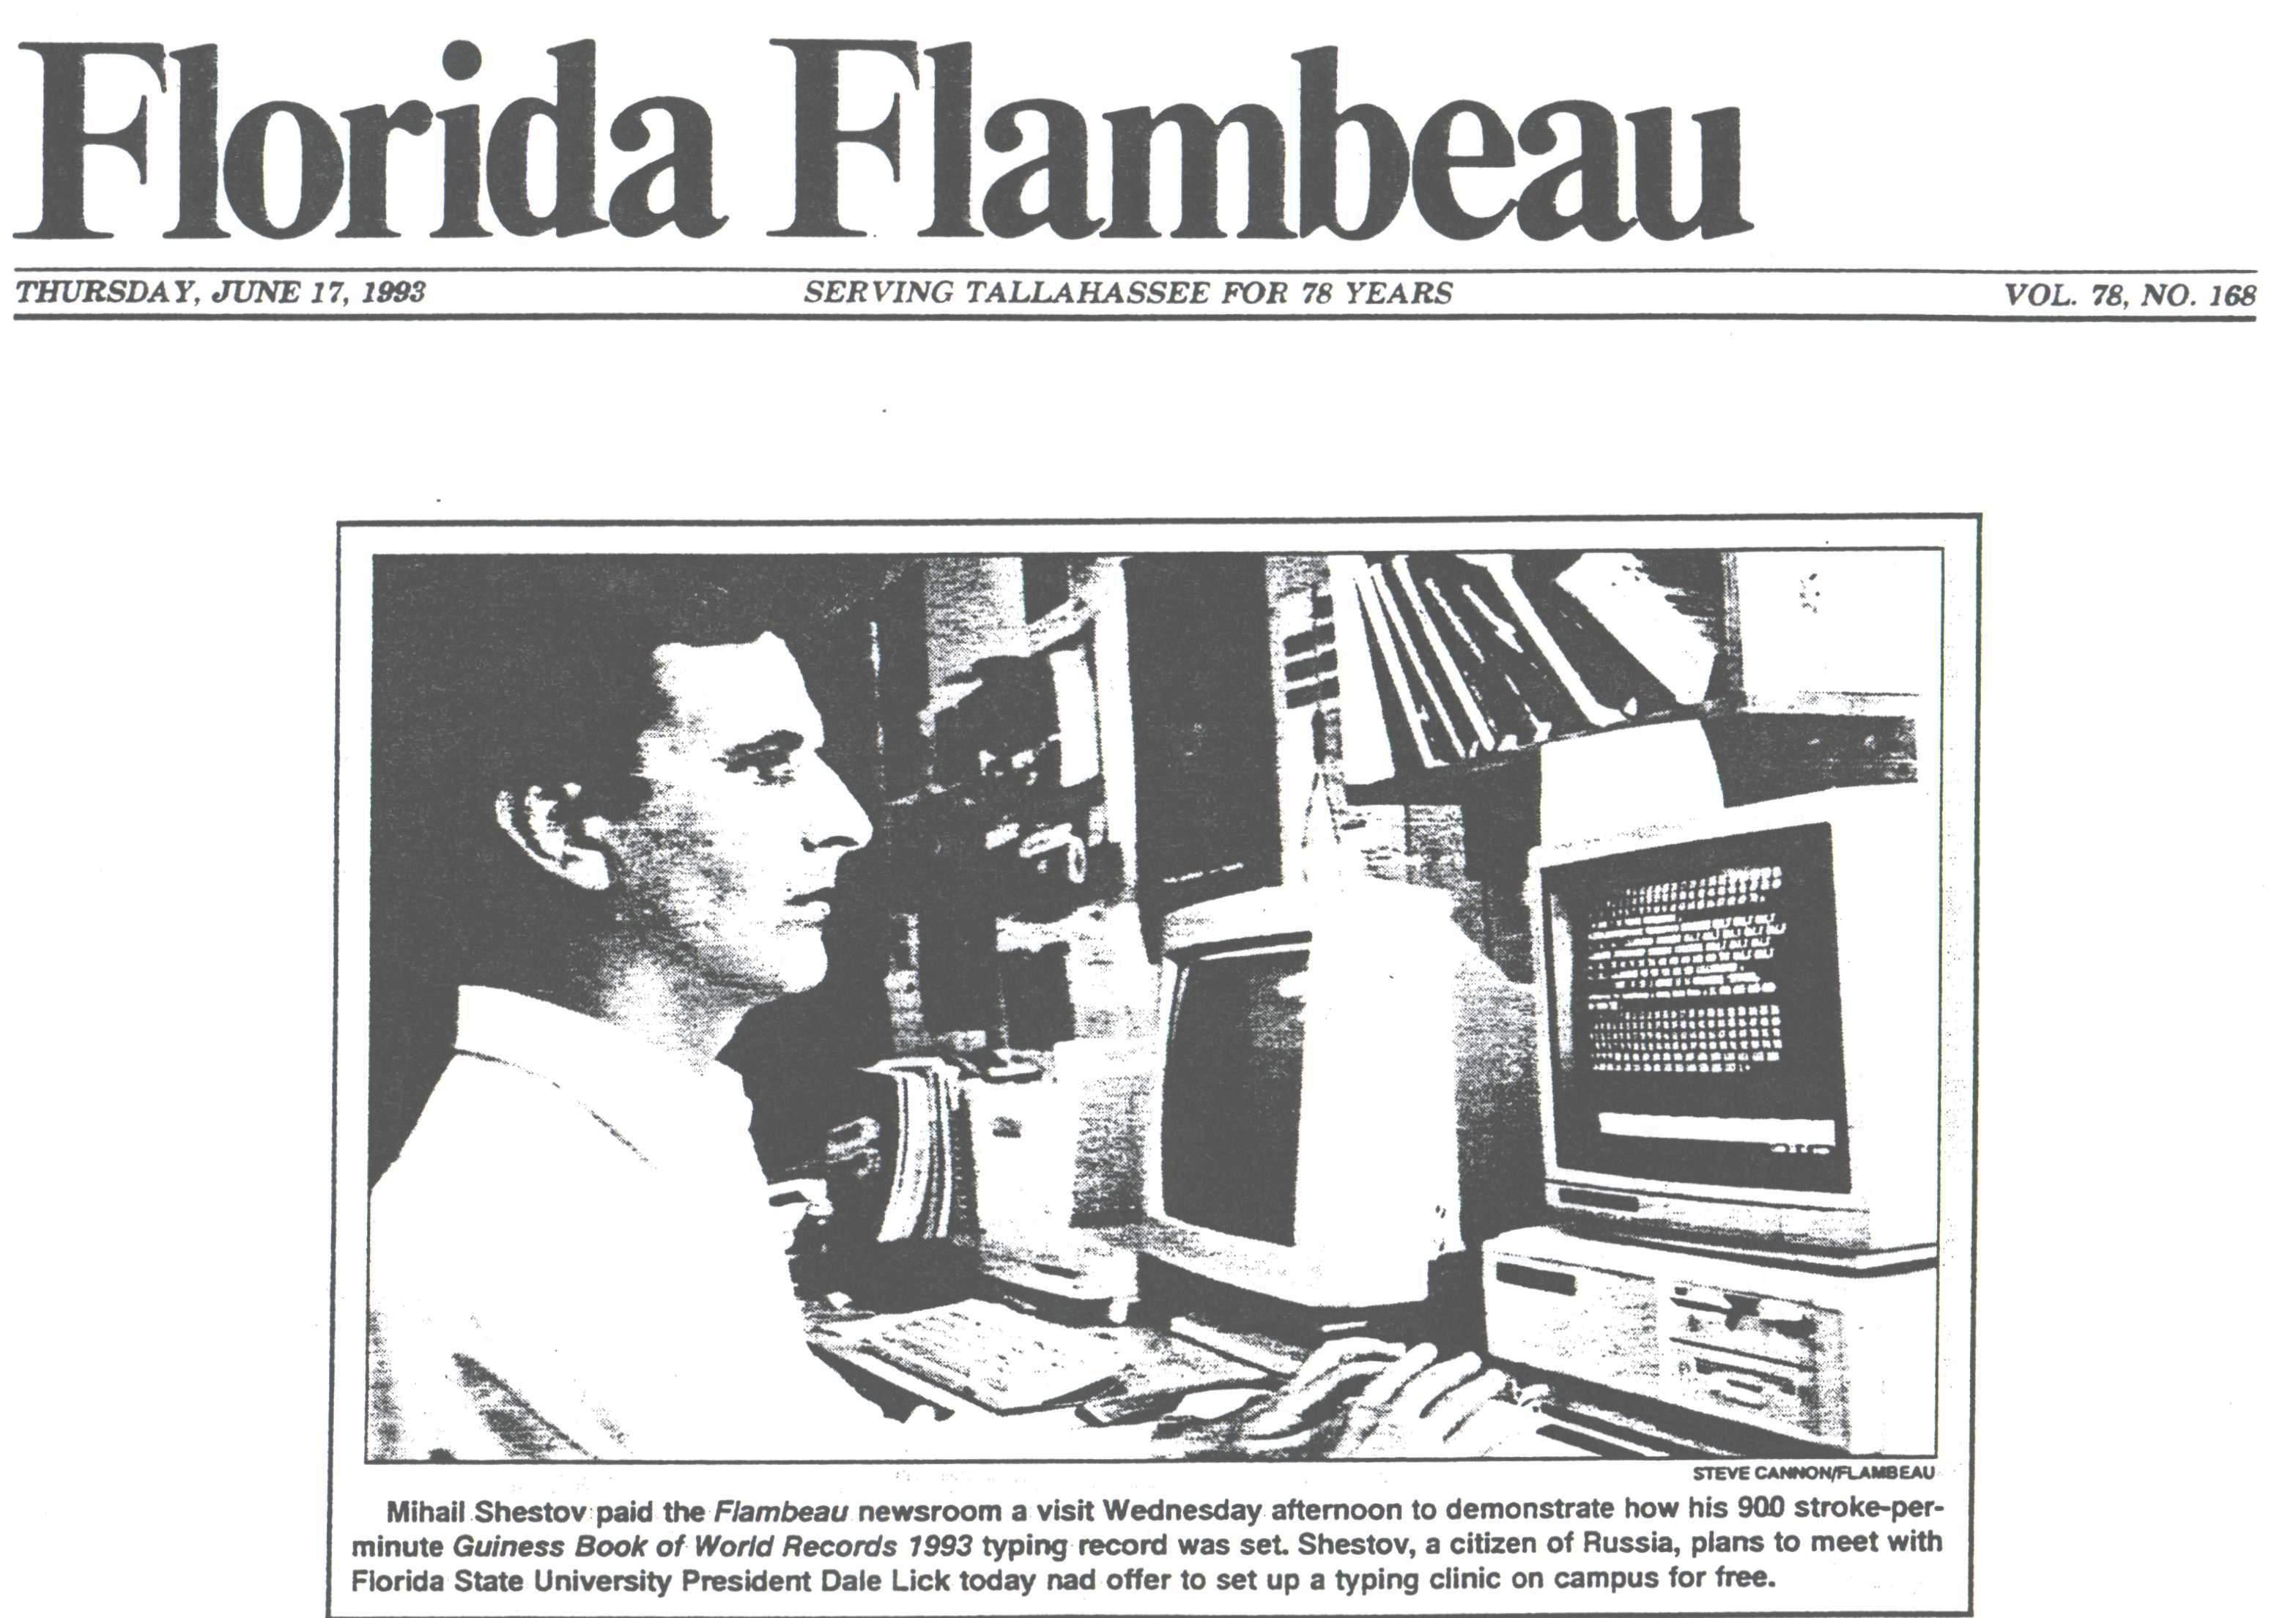 Florida Flambeau
THURSDAY, JUNE 17, 1993 SERVING TALLAHASSEE FOR 78 YEARS VOL. 78, NO. 168
STEVE CANNON/FLAMBEAU
Mihail Shestov paid the Flambeau newsroom a visit Wednesday afternoon to demonstrate how his 900 stroke-per-
minute Guiness Book of World Records 1993 typing record was set. Shestov, a citizen of Russia, plans to meet with
Florida State University President Dale Lick today nad offer to set up a typing clinic on campus for free.